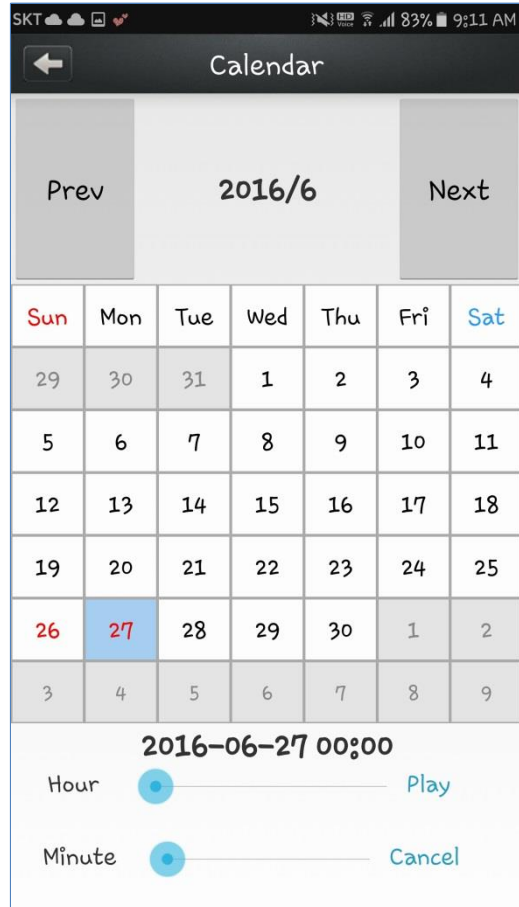 SKT HD Voice 83% 9:11 AM
Calendar
Prev 2016/6 Next
Sun Mon Tue Wed Thu Fri Sat
29 30 31 1 2 3 4
5 6 7 8 9 10 11
12 13 14 15 16 17 18
19 20 21 22 23 24 25
26 27 28 29 30 1 2
3 4 5 6 7 8 9
2016-06-27 00:00
Hour Play
Minute Cancel